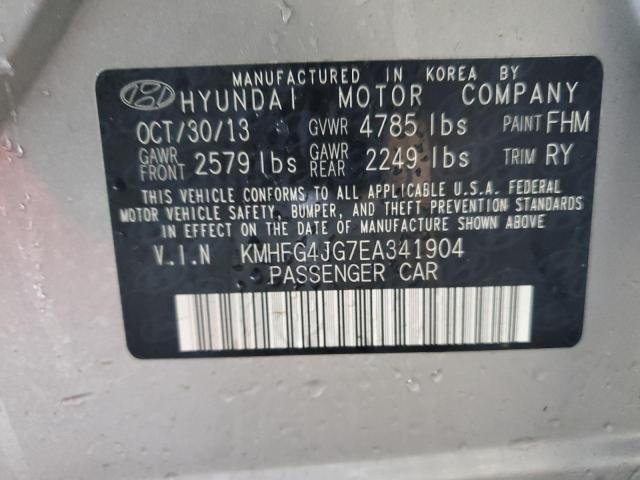 MANUFACTURED IN KOREA BY
HYUNDAI MOTOR COMPANY
OCT/30/13 GVWR 4785 lbs PAINT FHM
GAWR FRONT 2579 lbs GAWR REAR 2249 lbs TRIM RY
THIS VEHICLE CONFORMS TO ALL APPLICABLE U.S.A. FEDERAL
MOTOR VEHICLE SAFETY, BUMPER, AND THEFT PREVENTION STANDARDS
IN EFFECT ON THE DATE OF MANUFACTURE SHOWN ABOVE.
V.I.N KMHFG4JG7EA341904
PASSENGER CAR